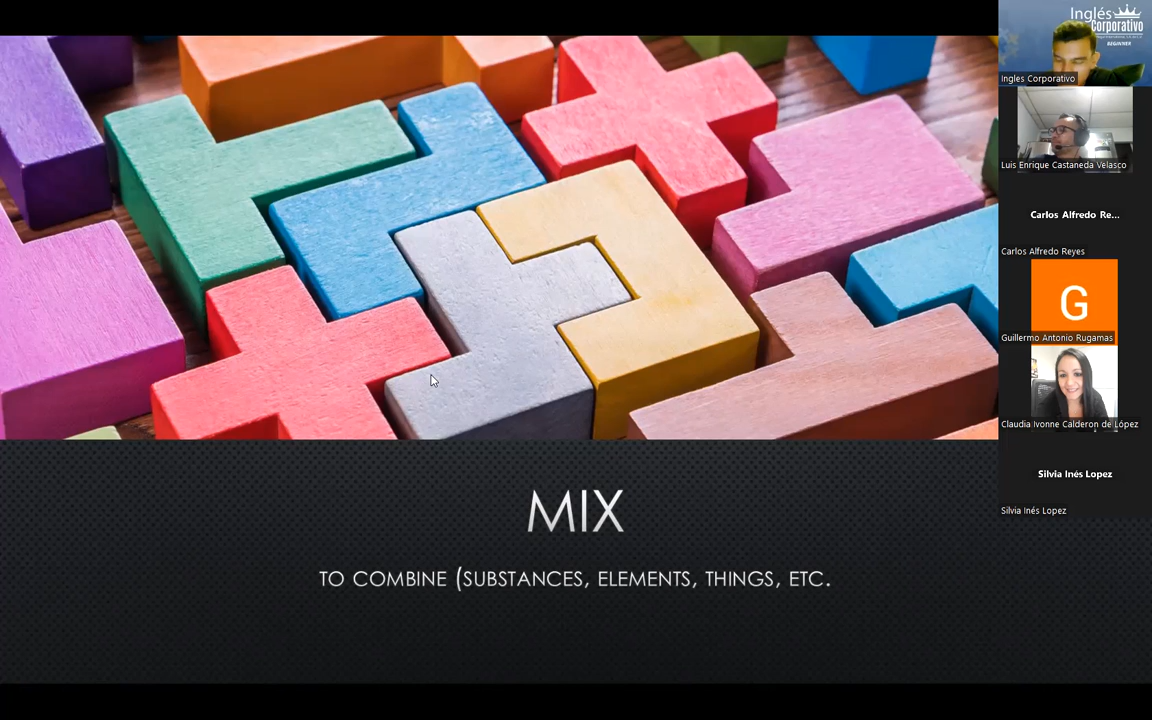 MIX
TO COMBINE (SUBSTANCES, ELEMENTS, THINGS, ETC.
Inglés
Corporativo
BEGINNER
Ingles Corporativo
Luis Enrique Castaneda Velasco
Carlos Alfredo Re...
Carlos Alfredo Reyes
G
Guillermo Antonio Rugamas
Claudia Ivonne Calderon de López
Silvia Inés Lopez
Silvia Inés Lopez